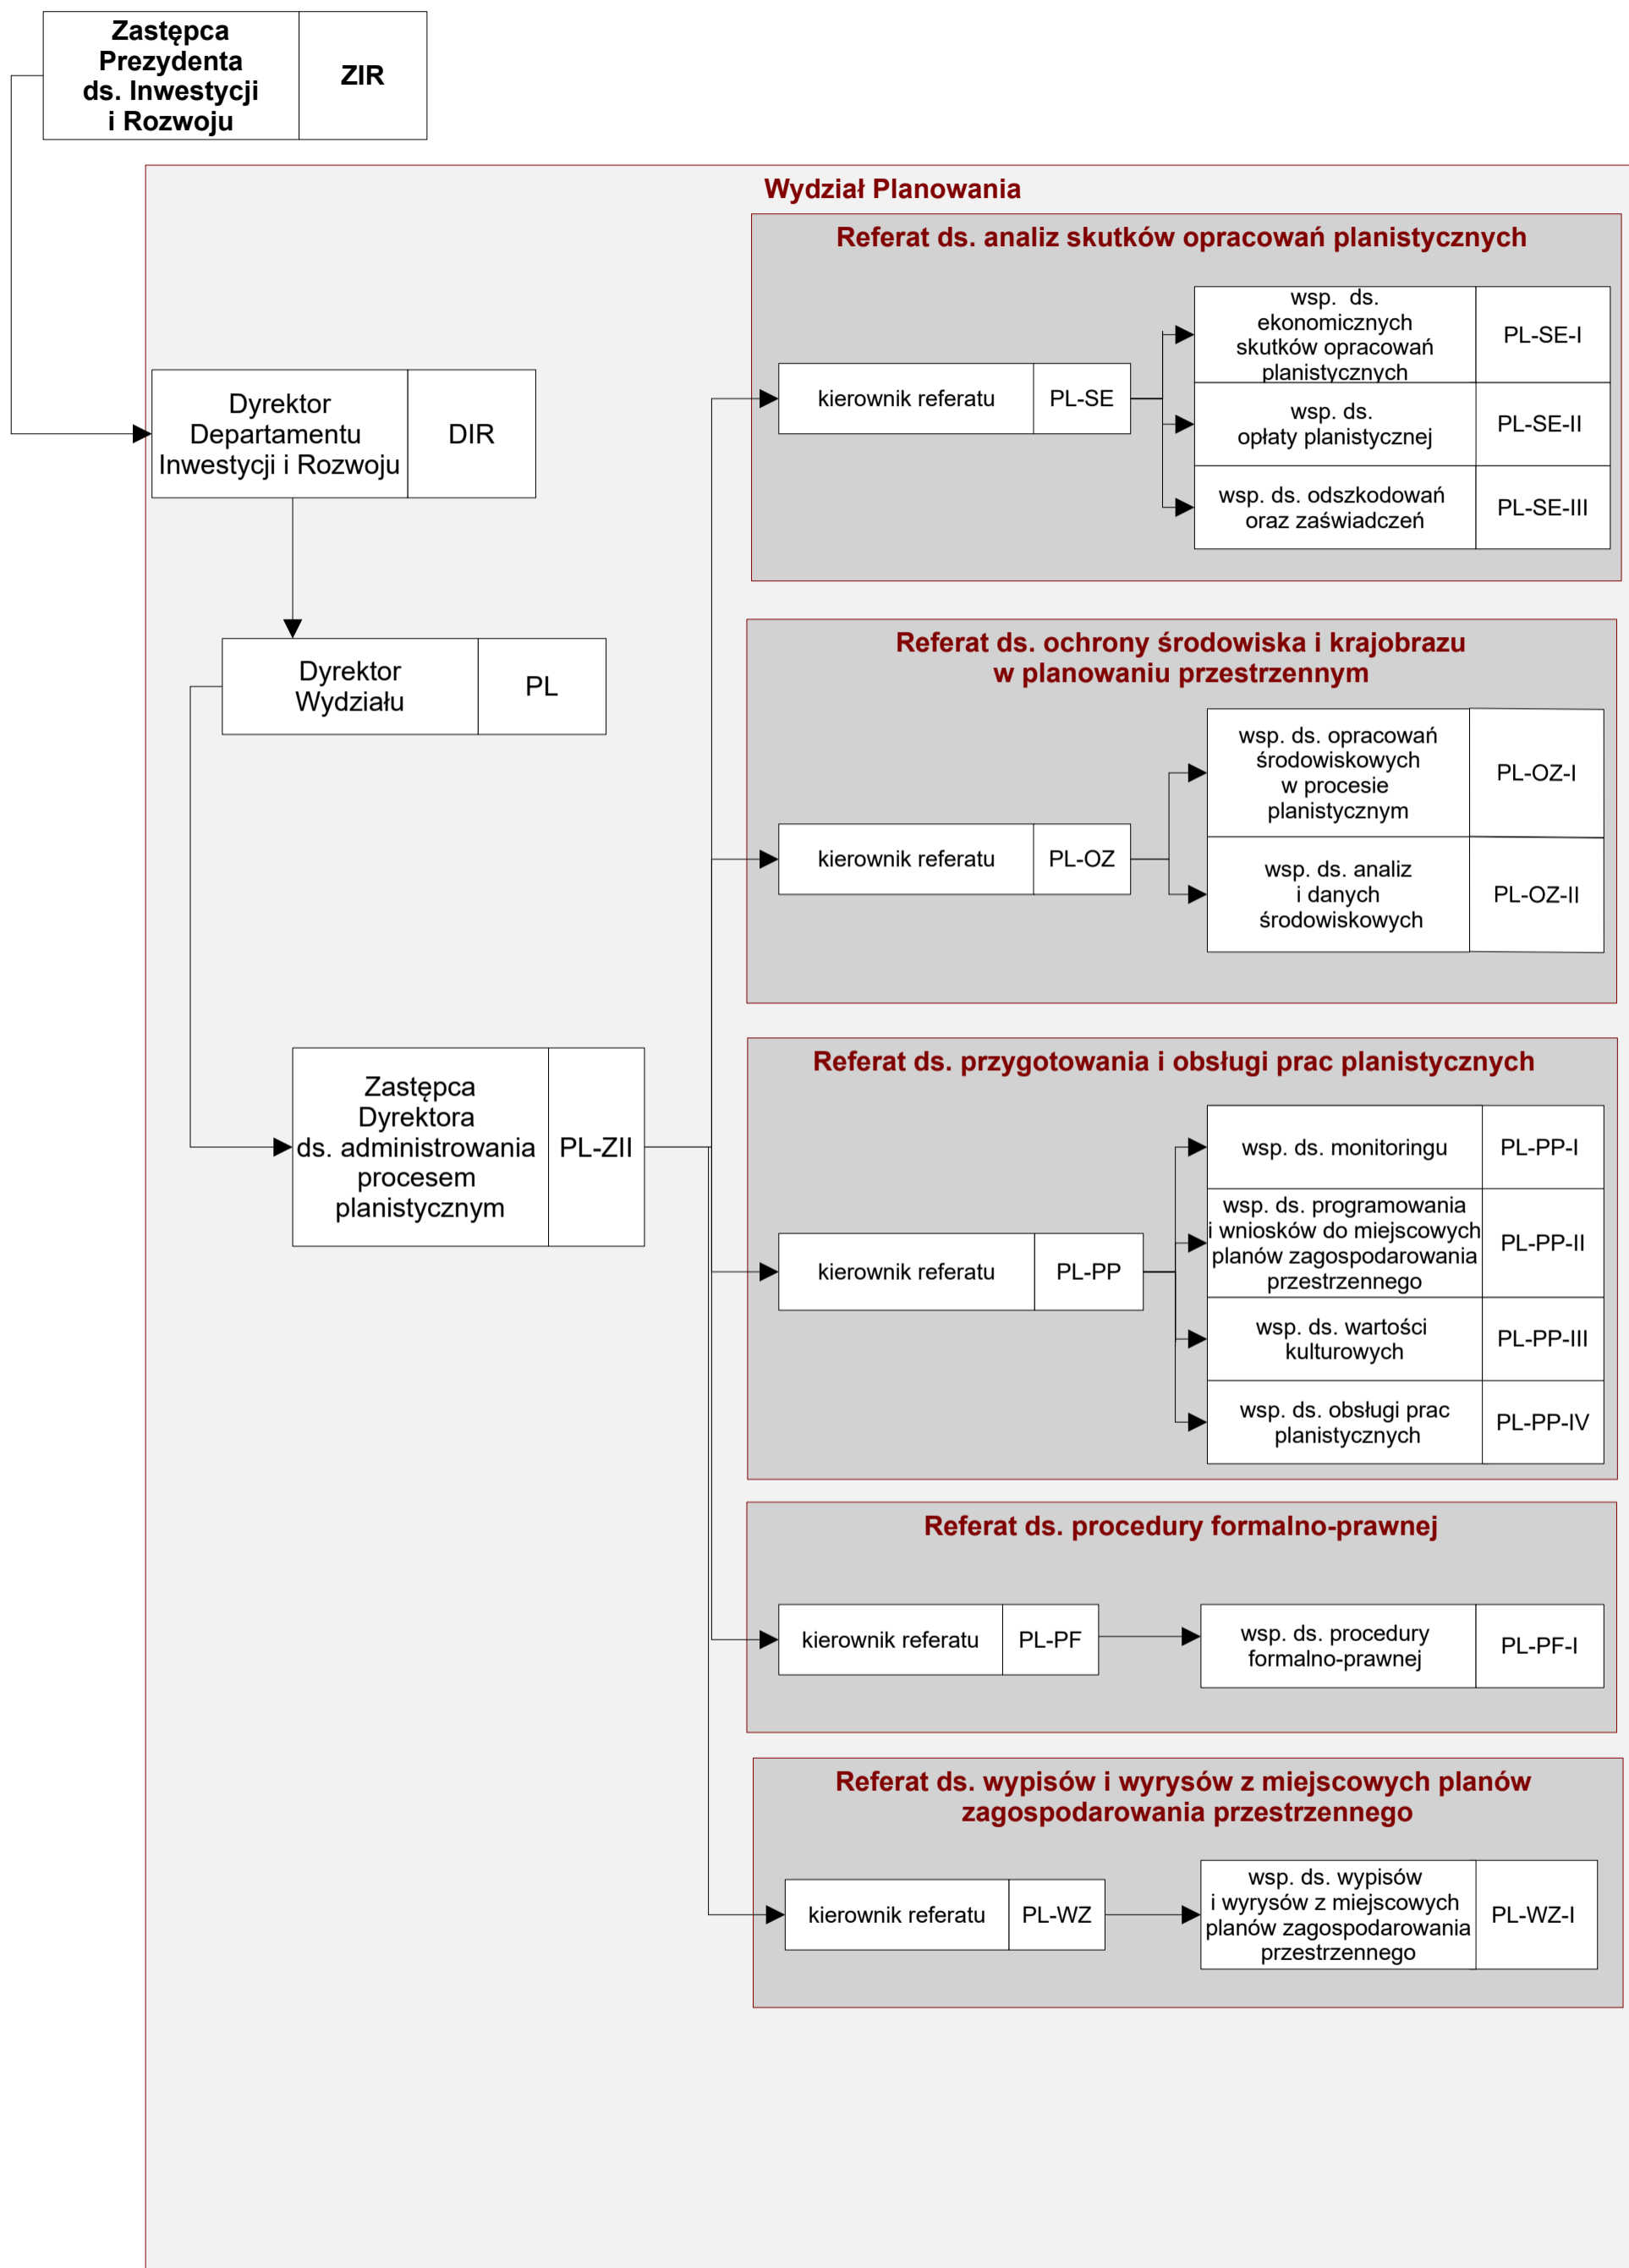 Zastępca
Prezydenta
ds. Inwestycji
i Rozwoju
ZIR
Wydział Planowania
Dyrektor
Departamentu
Inwestycji i Rozwoju
DIR
Dyrektor
Wydziału
PL
Zastępca
Dyrektora
ds. administrowania
procesem
planistycznym
PL-ZII
Referat ds. analiz skutków opracowań planistycznych
kierownik referatu
PL-SE
wsp. ds.
ekonomicznych
skutków opracowań
planistycznych
PL-SE-I
wsp. ds.
opłaty planistycznej
PL-SE-II
wsp. ds. odszkodowań
oraz zaświadczeń
PL-SE-III
Referat ds. ochrony środowiska i krajobrazu
w planowaniu przestrzennym
kierownik referatu
PL-OZ
wsp. ds. opracowań
środowiskowych
w procesie
planistycznym
PL-OZ-I
wsp. ds. analiz
i danych
środowiskowych
PL-OZ-II
Referat ds. przygotowania i obsługi prac planistycznych
kierownik referatu
PL-PP
wsp. ds. monitoringu
PL-PP-I
wsp. ds. programowania
i wniosków do miejscowych
planów zagospodarowania
przestrzennego
PL-PP-II
wsp. ds. wartości
kulturowych
PL-PP-III
wsp. ds. obsługi prac
planistycznych
PL-PP-IV
Referat ds. procedury formalno-prawnej
kierownik referatu
PL-PF
wsp. ds. procedury
formalno-prawnej
PL-PF-I
Referat ds. wypisów i wyrysów z miejscowych planów
zagospodarowania przestrzennego
kierownik referatu
PL-WZ
wsp. ds. wypisów
i wyrysów z miejscowych
planów zagospodarowania
przestrzennego
PL-WZ-I